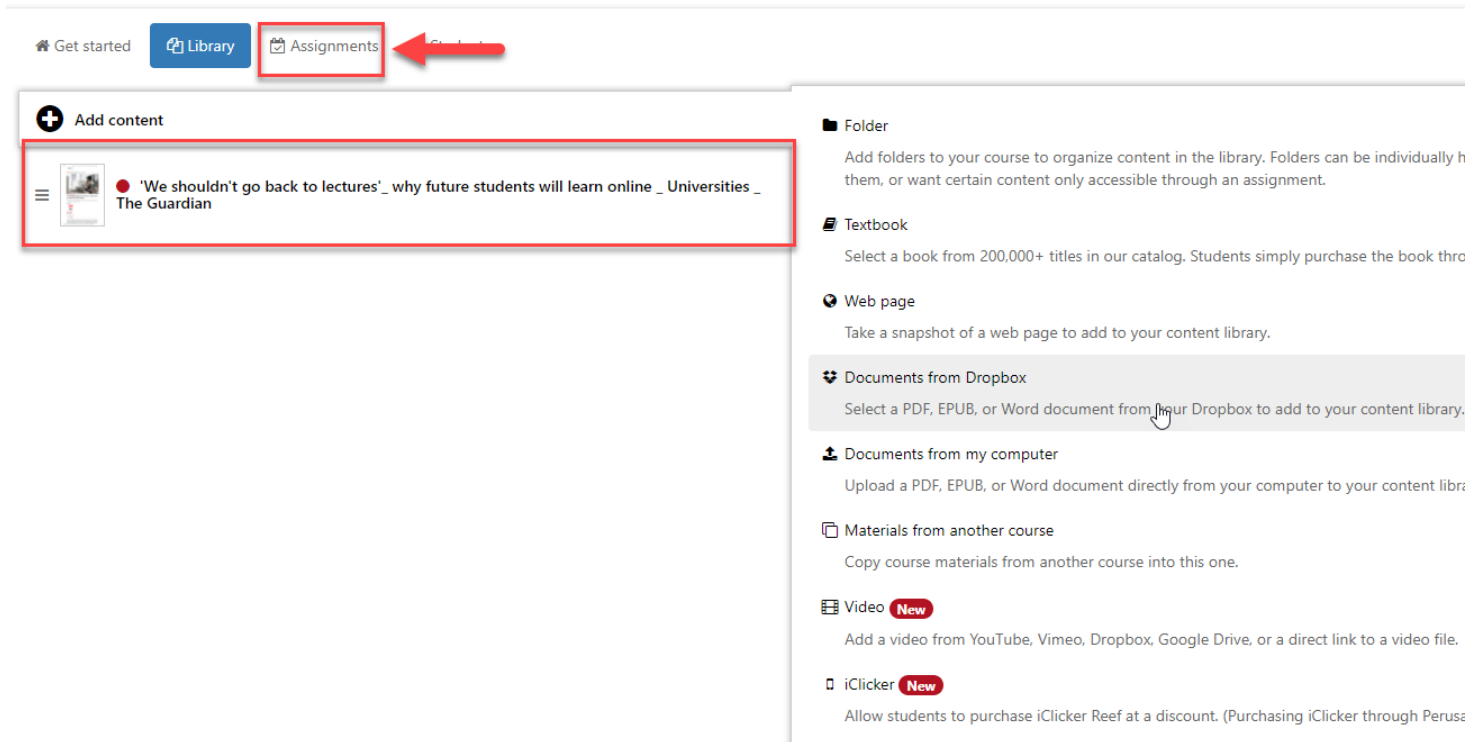 Get started
Library
Assignments
Add content
'We shouldn't go back to lectures'_ why future students will learn online _ Universities _
The Guardian
Folder
Add folders to your course to organize content in the library. Folders can be individually
them, or want certain content only accessible through an assignment.
Textbook
Select a book from 200,000+ titles in our catalog. Students simply purchase the book
Web page
Take a snapshot of a web page to add to your content library.
Documents from Dropbox
Select a PDF, EPUB, or Word document from your Dropbox to add to your content library.
Documents from my computer
Upload a PDF, EPUB, or Word document directly from your computer to your content
Materials from another course
Copy course materials from another course into this one.
Video New
Add a video from YouTube, Vimeo, Dropbox, Google Drive, or a direct link to a video file.
iClicker New
Allow students to purchase iClicker Reef at a discount. (Purchasing iClicker through